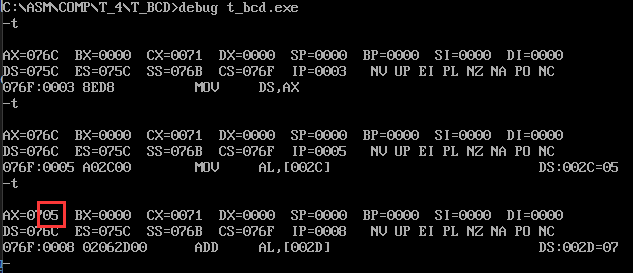 C:\ASM\COMP\T_4\T_BCD>debug t_bcd.exe
-t
AX=076C BX=0000 CX=0071 DX=0000 SP=0000 BP=0000 SI=0000 DI=0000
DS=075C ES=075C SS=076B CS=076F IP=0003 NV UP EI PL NZ NA PO NC
076F:0003 8ED8 MOV DS,AX
-t
AX=076C BX=0000 CX=0071 DX=0000 SP=0000 BP=0000 SI=0000 DI=0000
DS=076C ES=075C SS=076B CS=076F IP=0005 NV UP EI PL NZ NA PO NC
076F:0005 A02C00 MOV AL,[002C] DS:002C=05
-t
AX=0705 BX=0000 CX=0071 DX=0000 SP=0000 BP=0000 SI=0000 DI=0000
DS=076C ES=075C SS=076B CS=076F IP=0008 NV UP EI PL NZ NA PO NC
076F:0008 02062D00 ADD AL,[002D] DS:002D=07
-